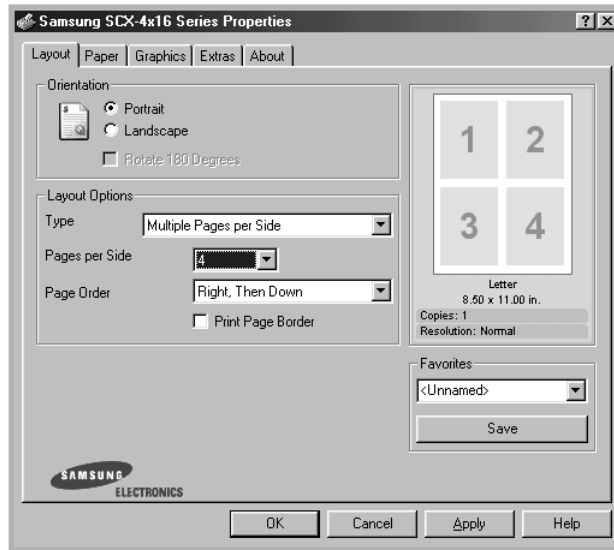 Samsung SCX-4x16 Series Properties
Layout Paper Graphics Extras About
Orientation
Portrait
Landscape
Rotate 180 Degrees
Layout Options
Type Multiple Pages per Side
Pages per Side 4
Page Order Right, Then Down
Print Page Border
1 2
3 4
Letter
8.50 x 11.00 in.
Copies: 1
Resolution: Normal
Favorites
<Unnamed>
Save
SAMSUNG
ELECTRONICS
OK Cancel Apply Help